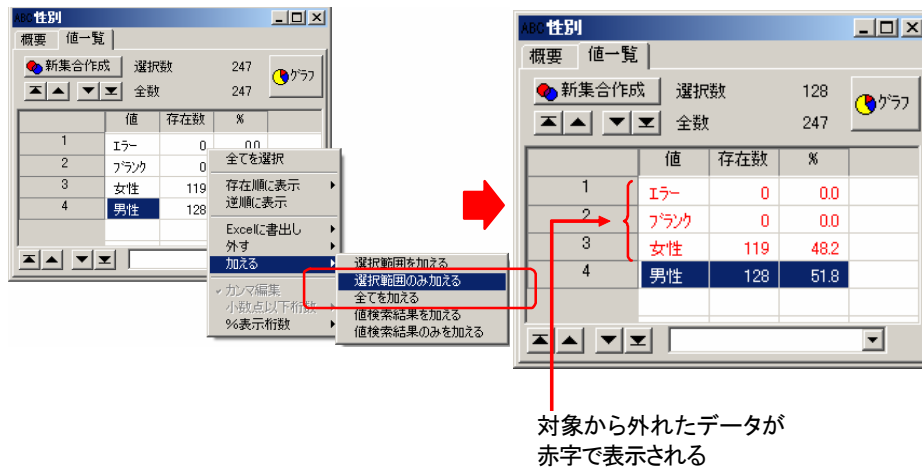 ABC 性別
概要 値一覧
新集合作成 選択数 247 グラフ
全数 247
値 存在数 %
1 エラー 0 0.0
2 ブランク 0
3 女性 119
4 男性 128
全てを選択
存在順に表示
逆順に表示
Excelに書出し
外す
加える
カンマ編集
小数点以下桁数
%表示桁数
選択範囲を加える
選択範囲のみ加える
全てを加える
値検索結果を加える
値検索結果のみを加える
ABC 性別
概要 値一覧
新集合作成 選択数 128 グラフ
全数 247
値 存在数 %
1 エラー 0 0.0
2 ブランク 0 0.0
3 女性 119 48.2
4 男性 128 51.8
対象から外れたデータが
赤字で表示される